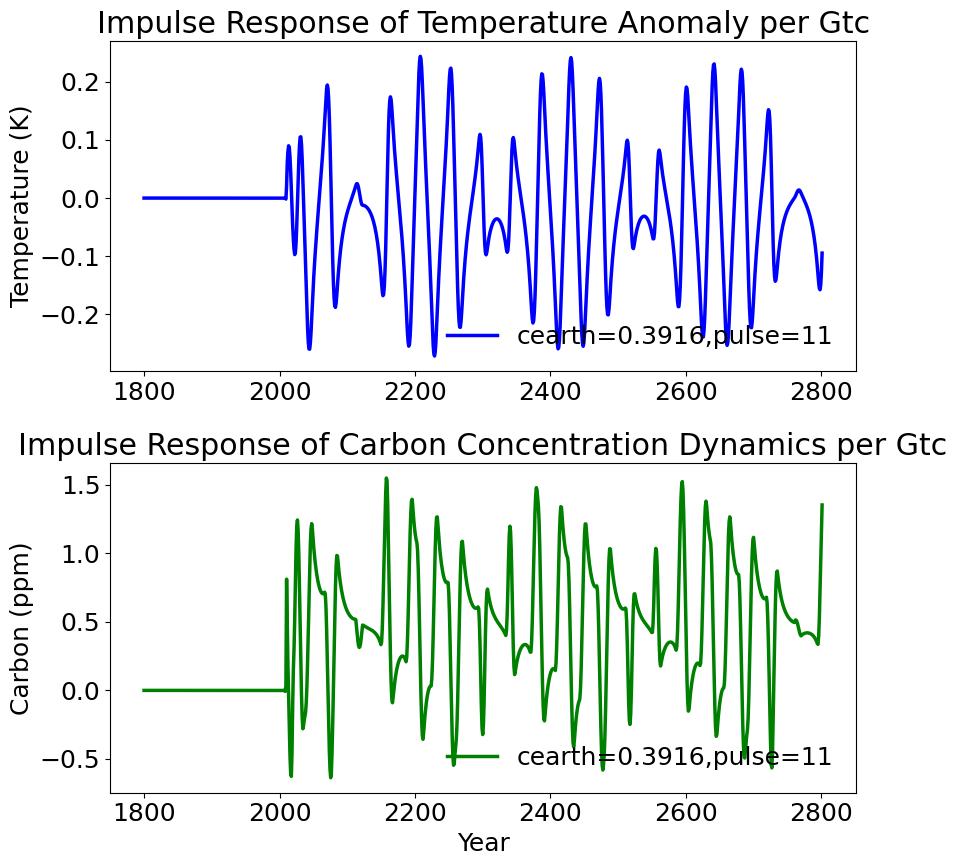 Impulse Response of Temperature Anomaly per Gtc
Temperature (K)
0.2
0.1
0.0
−0.1
−0.2
cearth=0.3916,pulse=11
1800 2000 2200 2400 2600 2800
Impulse Response of Carbon Concentration Dynamics per Gtc
Carbon (ppm)
1.5
1.0
0.5
0.0
−0.5
cearth=0.3916,pulse=11
1800 2000 2200 2400 2600 2800
Year